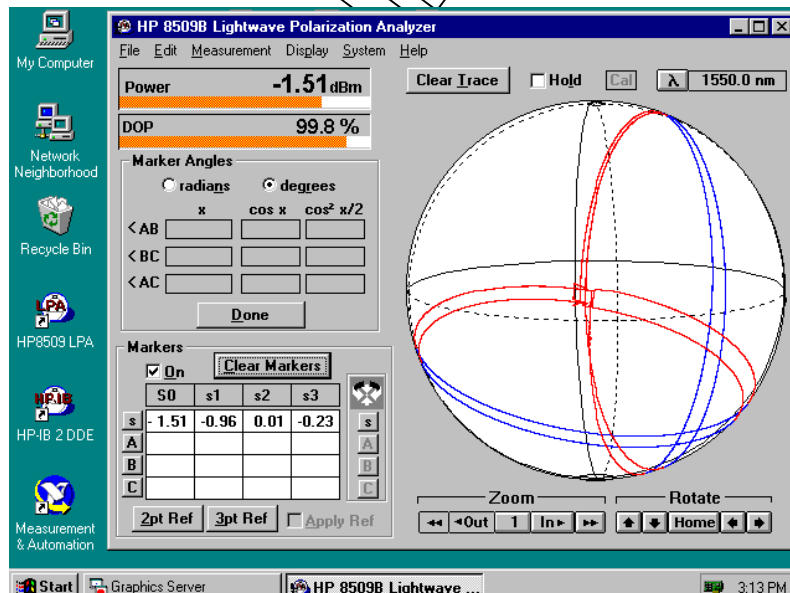 My Computer
Network
Neighborhood
Recycle Bin
LPA
HP8509 LPA
HP-IB
HP-IB 2 DDE
Measurement
& Automation
HP 8509B Lightwave Polarization Analyzer
File Edit Measurement Display System Help
Power -1.51 dBm
DOP 99.8 %
Marker Angles
radians degrees
x cos x cos² x/2
<AB
<BC
<AC
Done
Markers
On Clear Markers
S0 s1 s2 s3
s - 1.51 -0.96 0.01 -0.23 s
A A
B B
C C
2pt Ref 3pt Ref Apply Ref
Clear Trace Hold Cal λ 1550.0 nm
Zoom
Out 1 In
Rotate
Home
Start Graphics Server HP 8509B Lightwave ... 3:13 PM